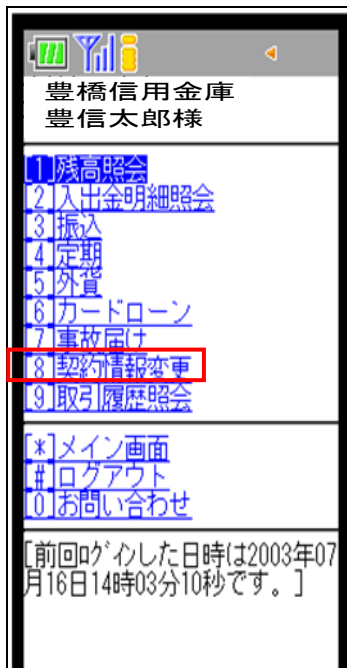 豊橋信用金庫
豊信太郎様
[1]残高照会
[2]入出金明細照会
[3]振込
[4]定期
[5]外貨
[6]カードローン
[7]事故届け
[8]契約情報変更
[9]取引履歴照会
[*]メイン画面
[#]ログアウト
[0]お問い合わせ
[前回ﾛｸﾞｲﾝした日時は2003年07
月16日14時03分10秒です。]